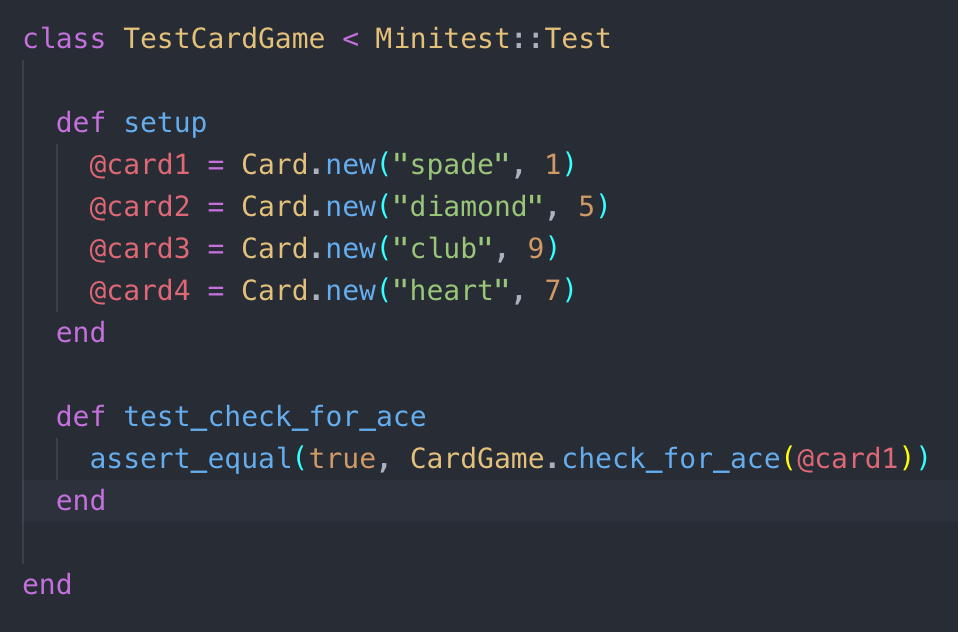 class TestCardGame < Minitest::Test
def setup
@card1 = Card.new("spade", 1)
@card2 = Card.new("diamond", 5)
@card3 = Card.new("club", 9)
@card4 = Card.new("heart", 7)
end
def test_check_for_ace
assert_equal(true, CardGame.check_for_ace(@card1))
end
end